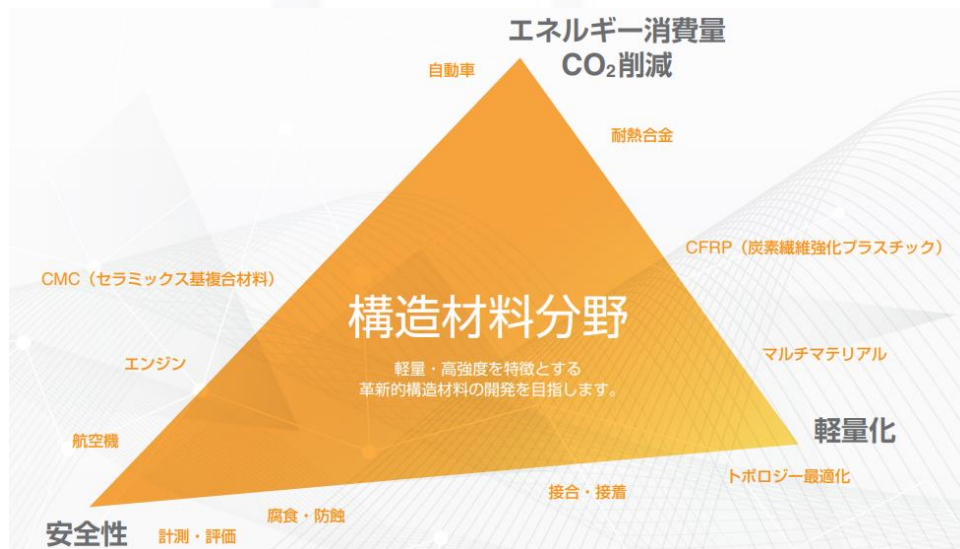 エネルギー消費量
CO₂削減
自動車
耐熱合金
CFRP（炭素繊維強化プラスチック）
CMC（セラミックス基複合材料）
構造材料分野
マルチマテリアル
エンジン
軽量・高強度を特徴とする
革新的構造材料の開発を目指します。
軽量化
航空機
トポロジー最適化
接合・接着
腐食・防蝕
安全性
計測・評価